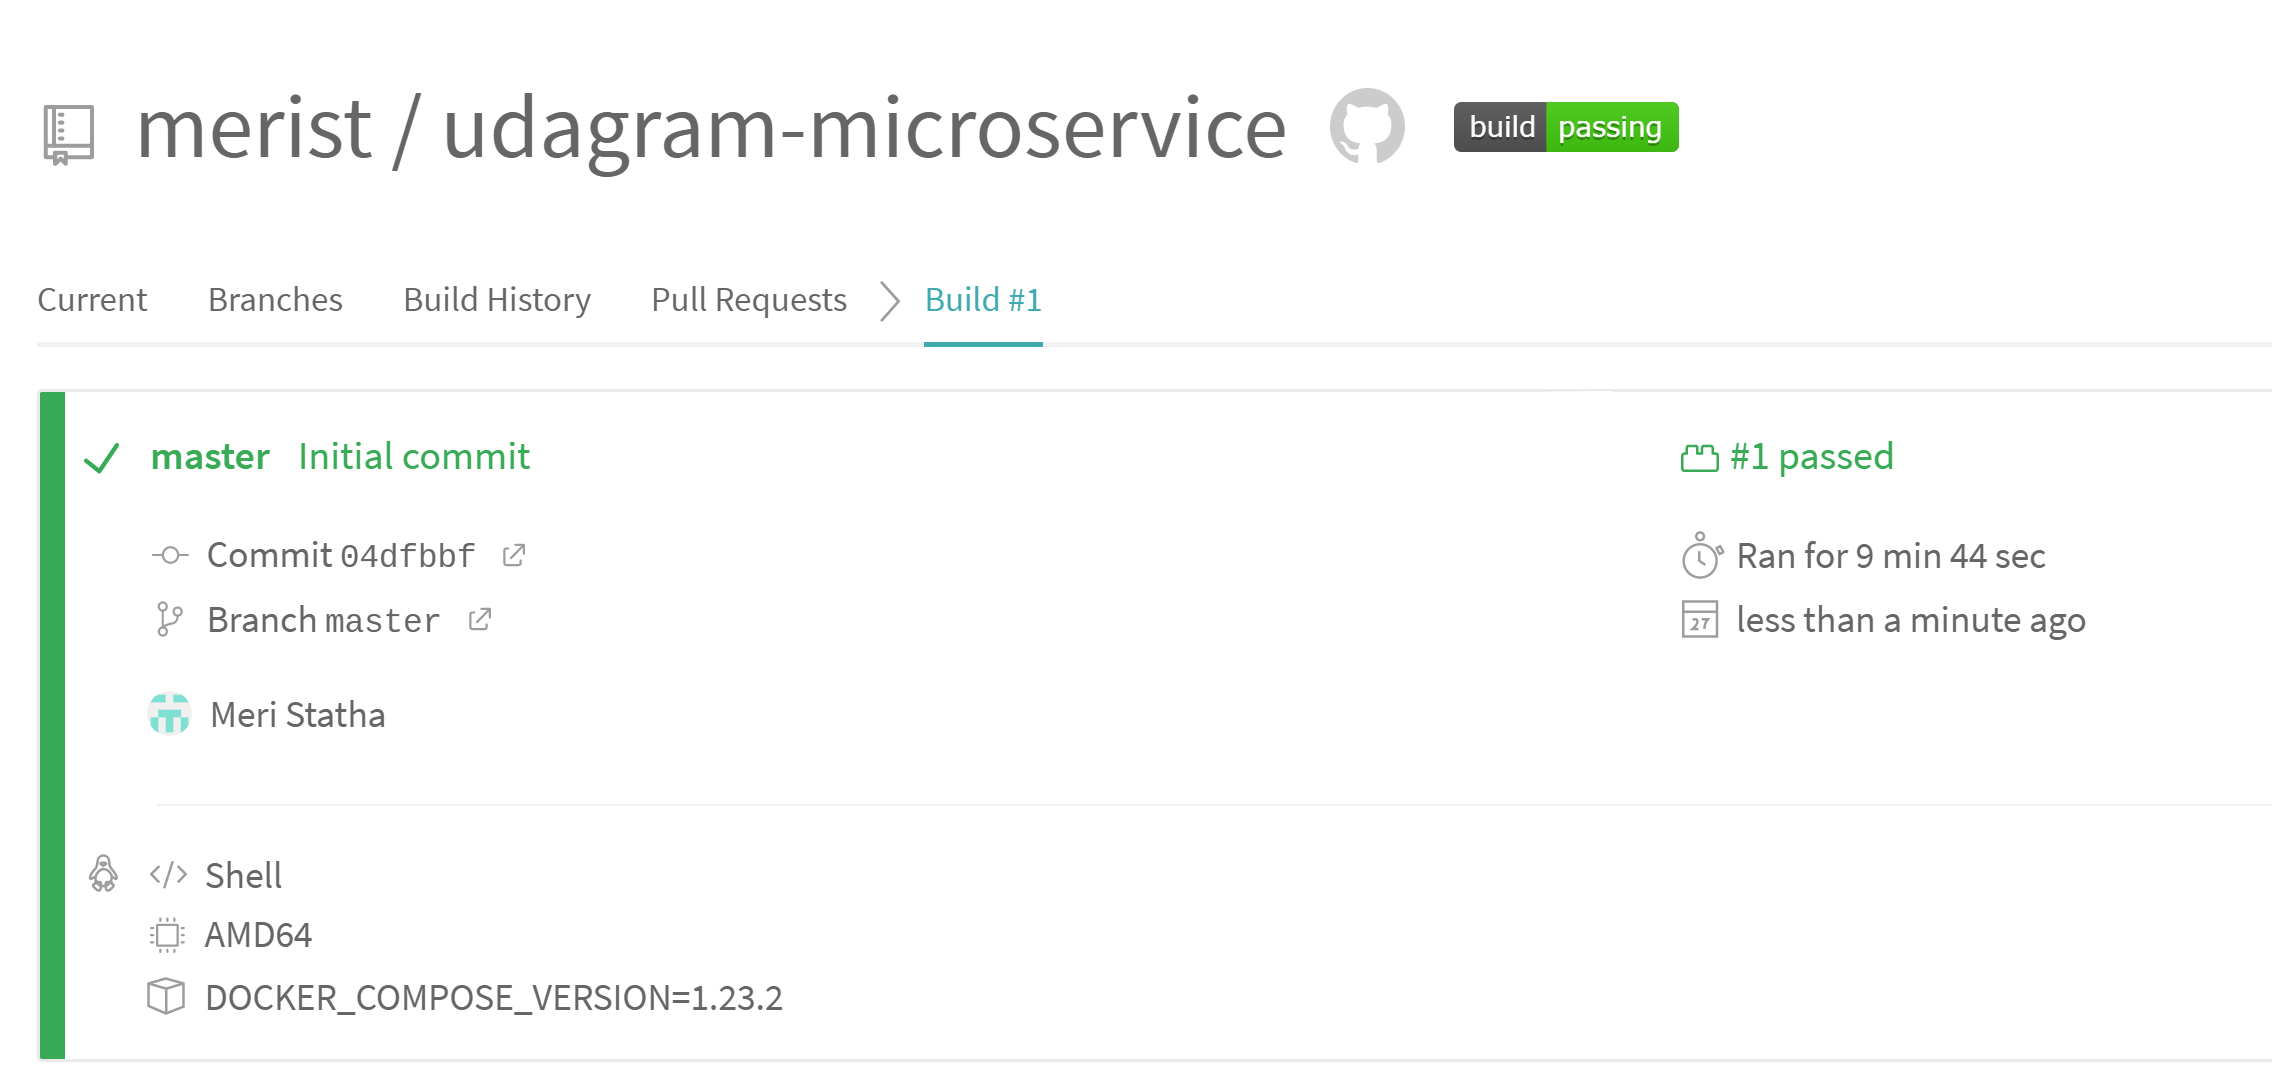 merist / udagram-microservice build passing
Current Branches Build History Pull Requests Build #1
master Initial commit #1 passed
Commit 04dfbbf Ran for 9 min 44 sec
Branch master 27 less than a minute ago
Meri Statha
</> Shell
AMD64
DOCKER_COMPOSE_VERSION=1.23.2